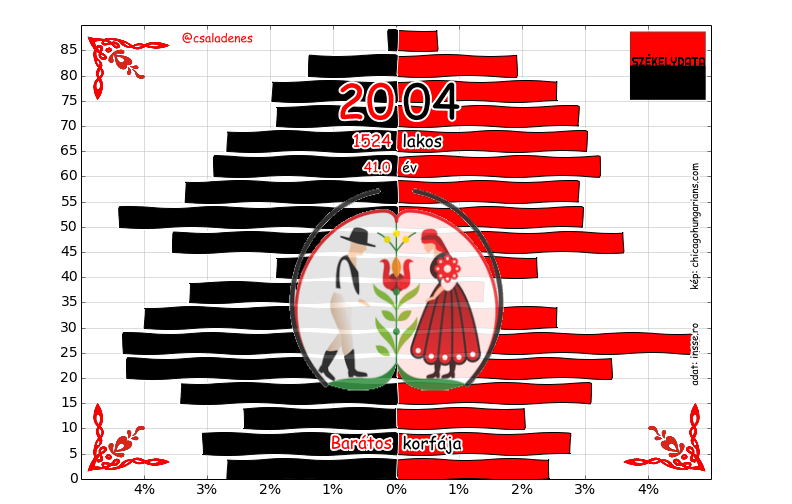 @csaladenes
SZÉKELYDATA
2004
1524 lakos
41.0 év
kép: chicagohungarians.com
adat: insse.ro
Barátos korfája
85
80
75
70
65
60
55
50
45
40
35
30
25
20
15
10
5
0
4% 3% 2% 1% 0% 1% 2% 3% 4%